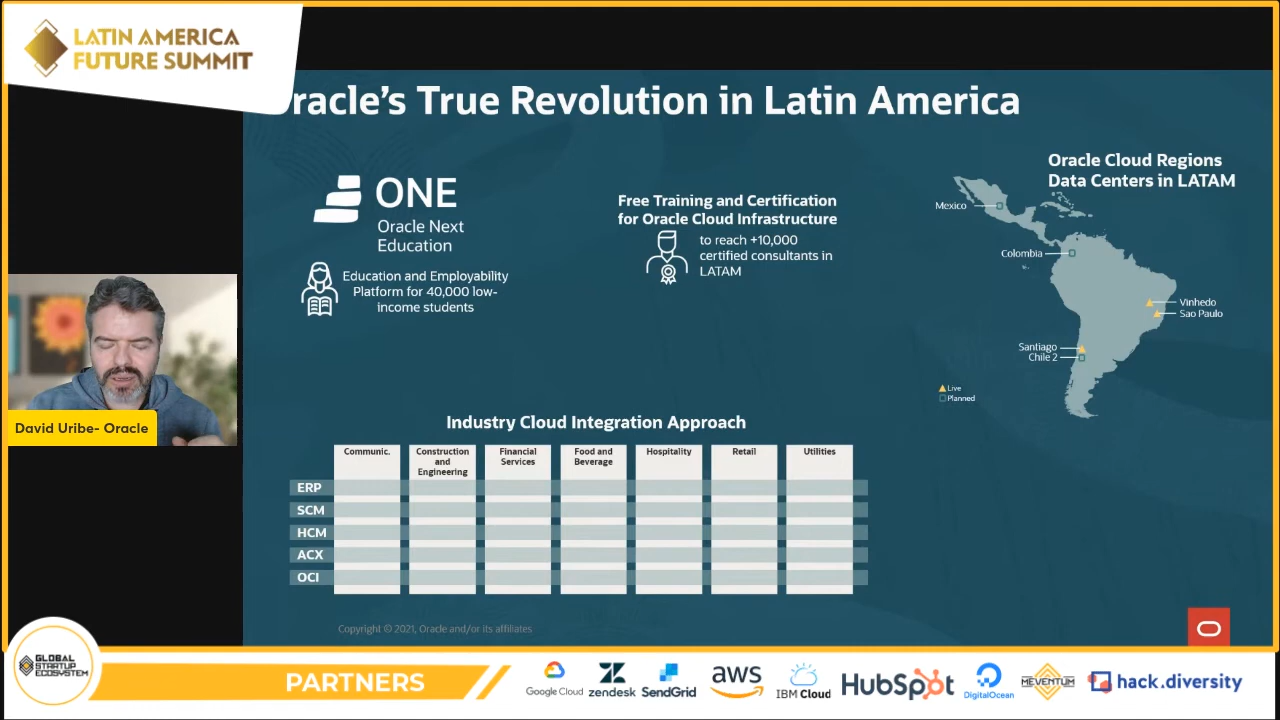 LATIN AMERICA
FUTURE SUMMIT
racle's True Revolution in Latin America
ONE
Oracle Next
Education
Education and Employability
Platform for 40,000 low-
income students
Free Training and Certification
for Oracle Cloud Infrastructure
to reach +10,000
certified consultants in
LATAM
Oracle Cloud Regions
Data Centers in LATAM
Mexico
Colombia
Vinhedo
Sao Paulo
Santiago
Chile 2
Live
Planned
David Uribe- Oracle
Industry Cloud Integration Approach
Communic.
Construction
and
Engineering
Financial
Services
Food and
Beverage
Hospitality
Retail
Utilities
ERP
SCM
HCM
ACX
OCI
Copyright © 2021, Oracle and/or its affiliates
GLOBAL
STARTUP
ECOSYSTEM
PARTNERS
Google Cloud
zendesk
SendGrid
aws
IBM Cloud
HubSpot
DigitalOcean
MEVENTUM
hack.diversity